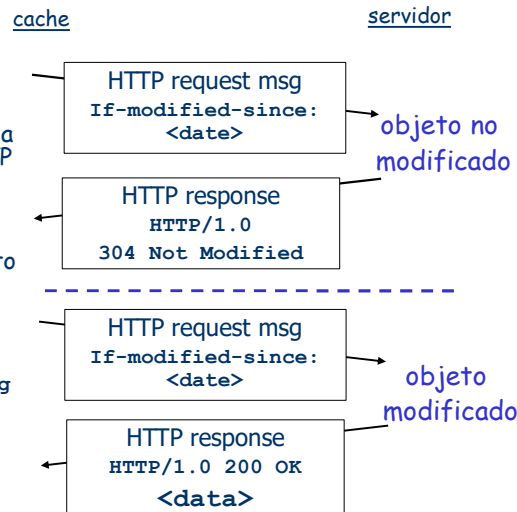 cache
servidor
HTTP request msg
If-modified-since:
<date>
objeto no
modificado
a
P
HTTP response
HTTP/1.0
304 Not Modified
to
HTTP request msg
If-modified-since:
<date>
g
objeto
modificado
HTTP response
HTTP/1.0 200 OK
<data>